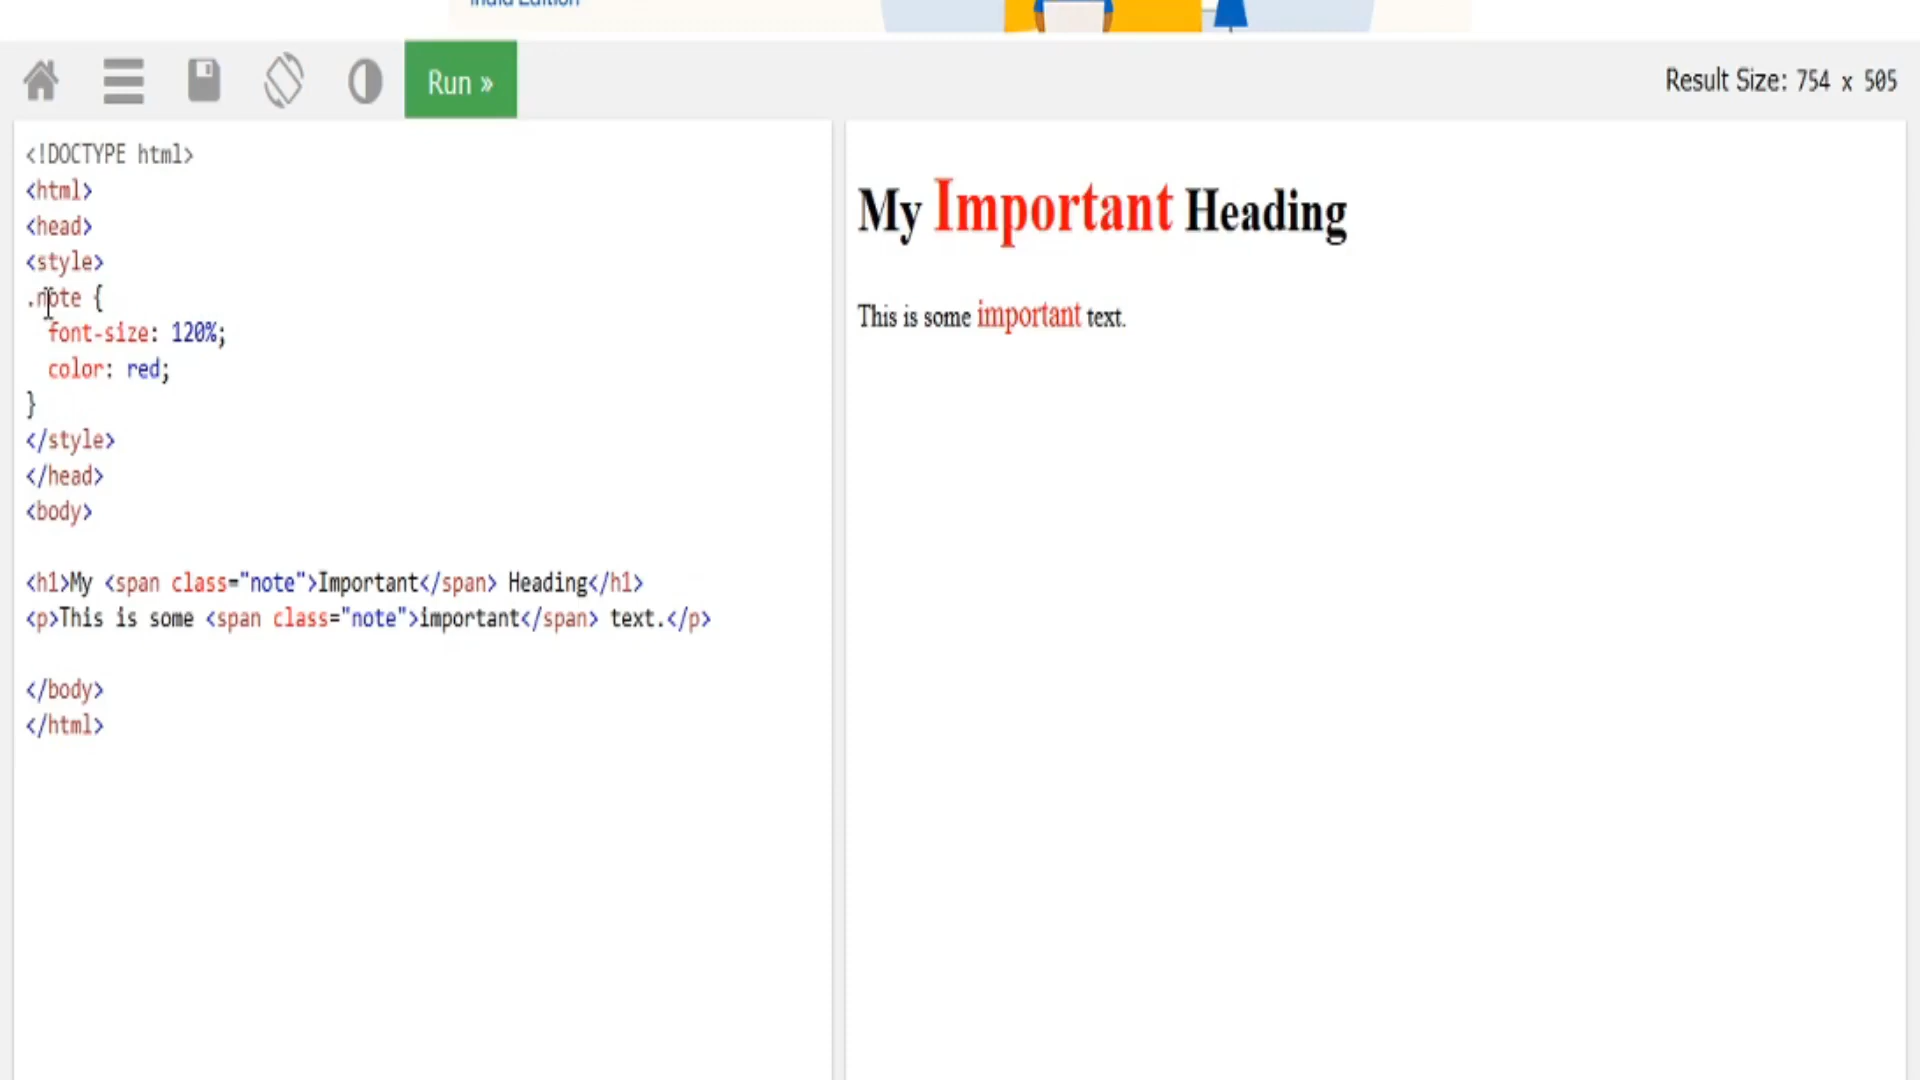 India Edition
Run »
Result Size: 754 x 505
<!DOCTYPE html>
<html>
<head>
<style>
.note {
  font-size: 120%;
  color: red;
}
</style>
</head>
<body>
<h1>My <span class="note">Important</span> Heading</h1>
<p>This is some <span class="note">important</span> text.</p>
</body>
</html>
My Important Heading
This is some important text.